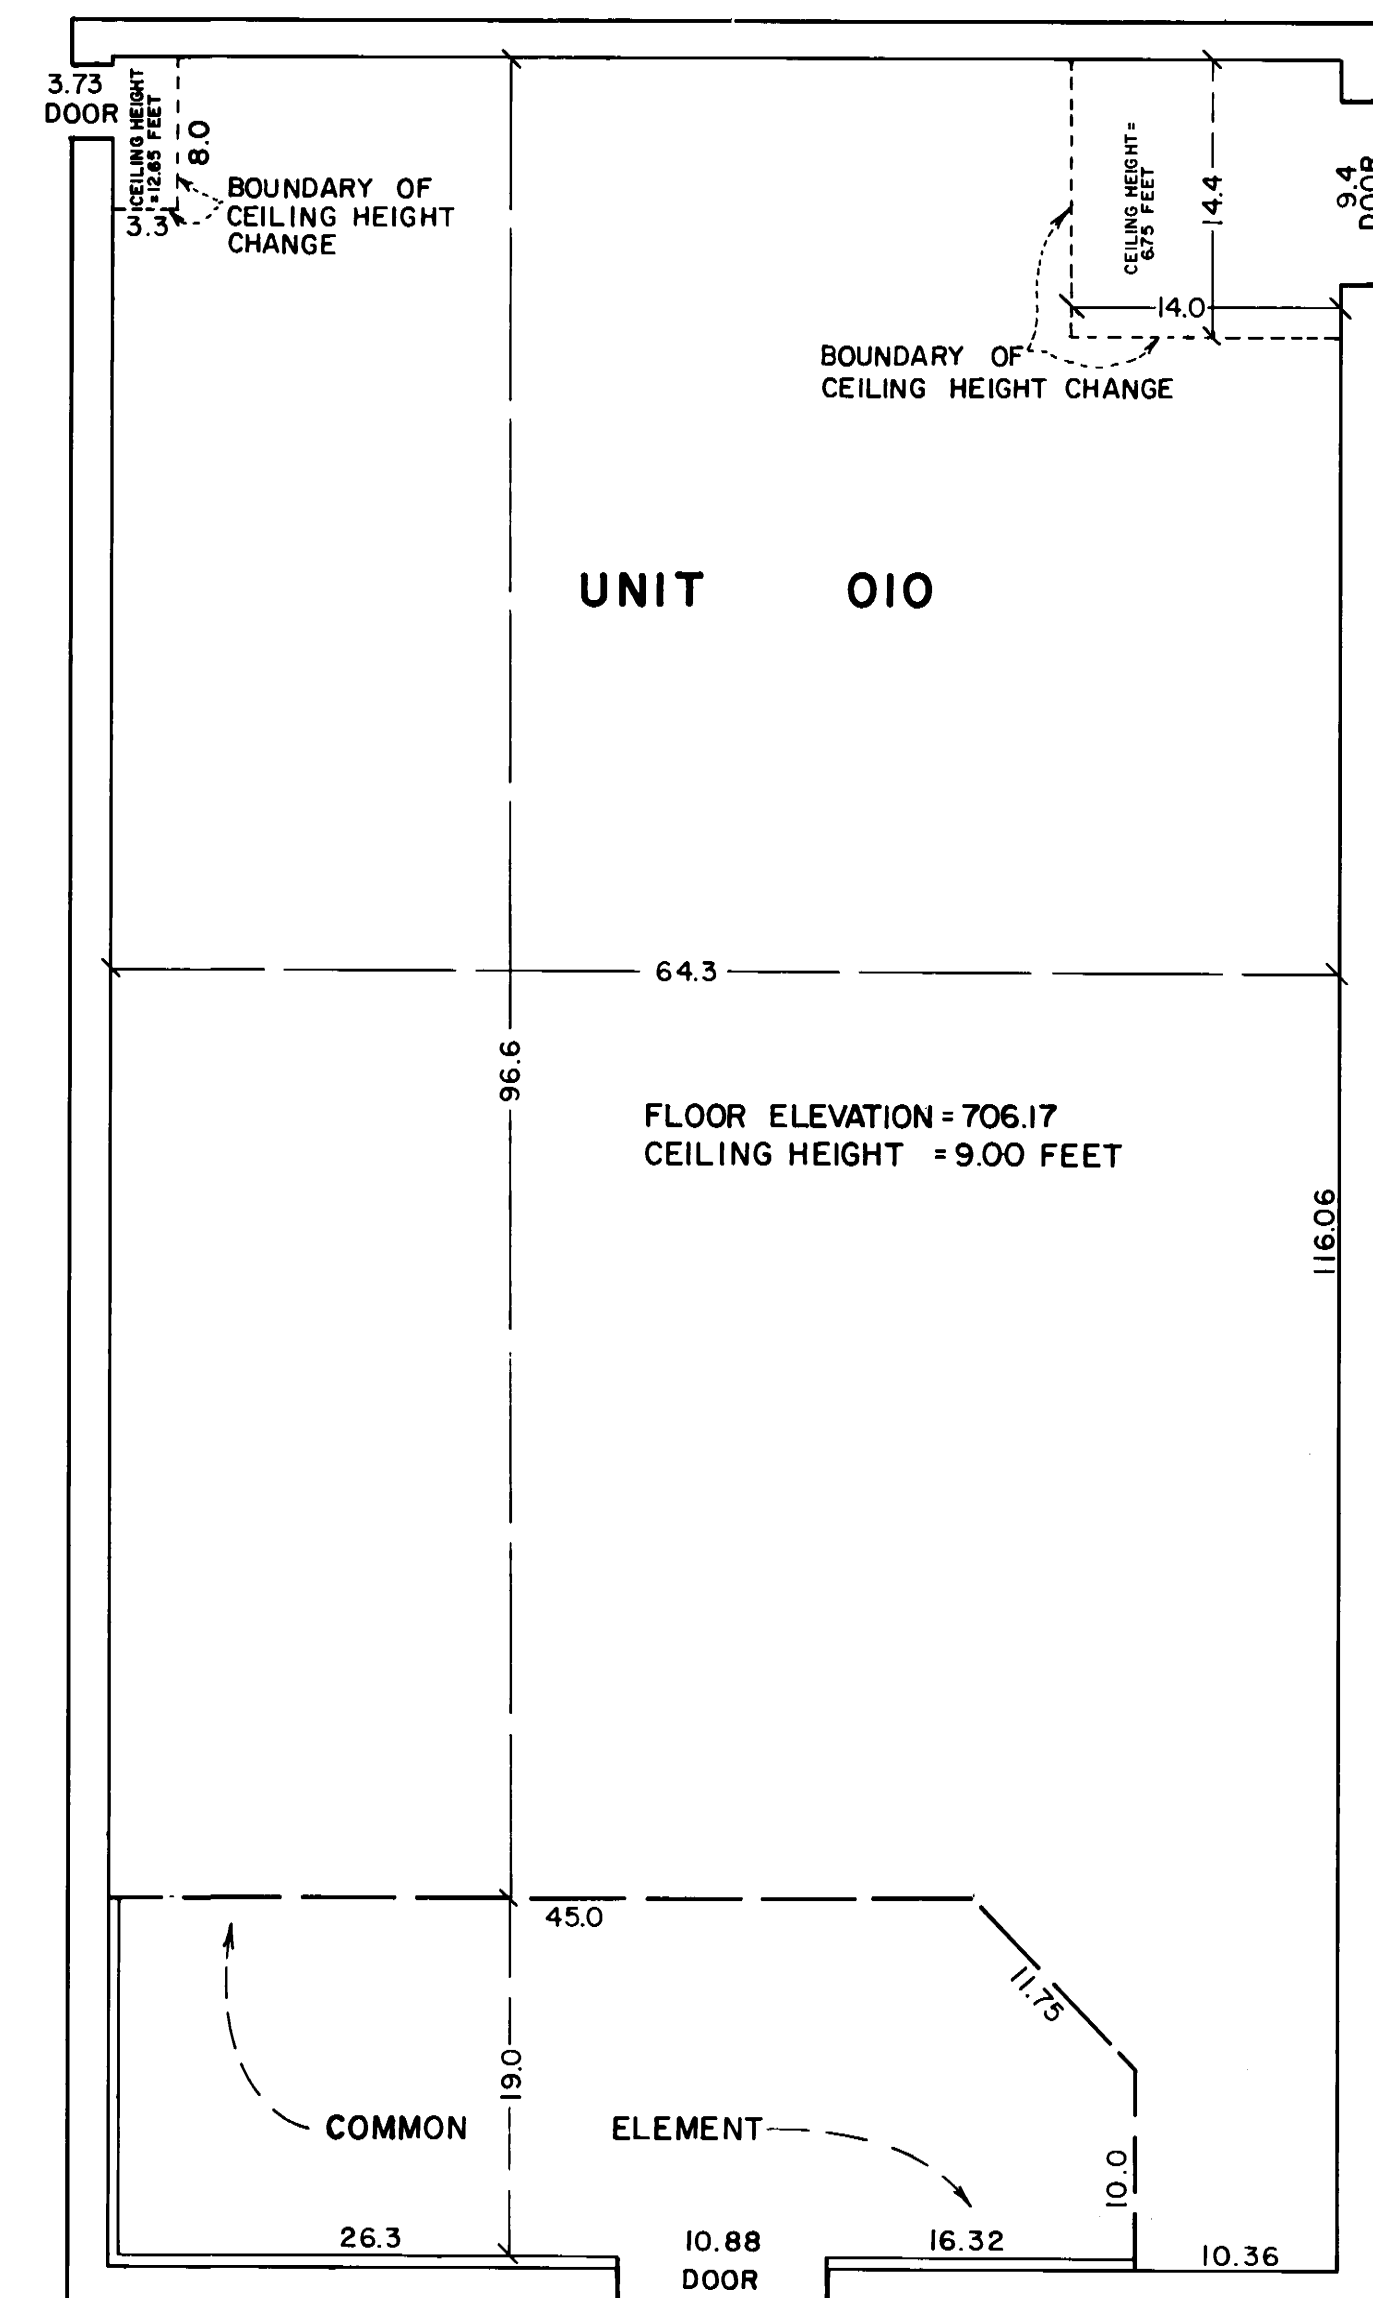 3.73
DOOR
CEILING HEIGHT
=12.65 FEET
8.0
3.3
BOUNDARY OF
CEILING HEIGHT
CHANGE
CEILING HEIGHT =
6.75 FEET
14.4
9.4
DOOR
14.0
BOUNDARY OF
CEILING HEIGHT CHANGE
UNIT 010
64.3
96.6
FLOOR ELEVATION = 706.17
CEILING HEIGHT = 9.00 FEET
116.06
45.0
11.75
19.0
COMMON ELEMENT
10.0
26.3
10.88
DOOR
16.32
10.36